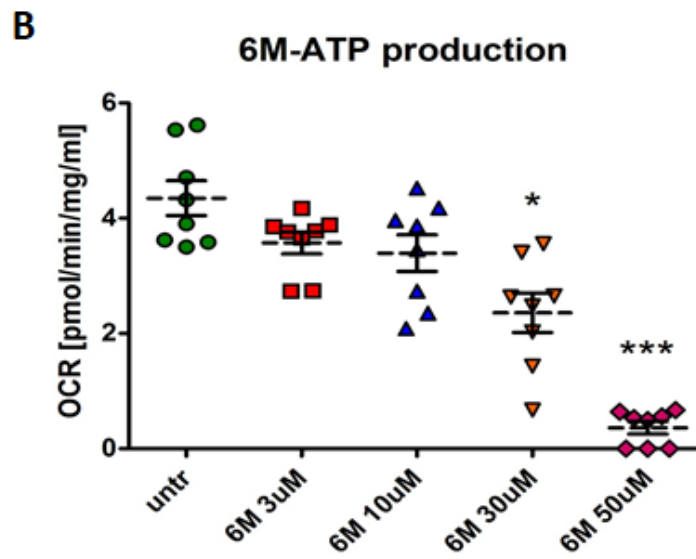 B
6M-ATP production
OCR [pmol/min/mg/ml]
6
4
2
0
*
***
untr
6M 3uM
6M 10uM
6M 30uM
6M 50uM